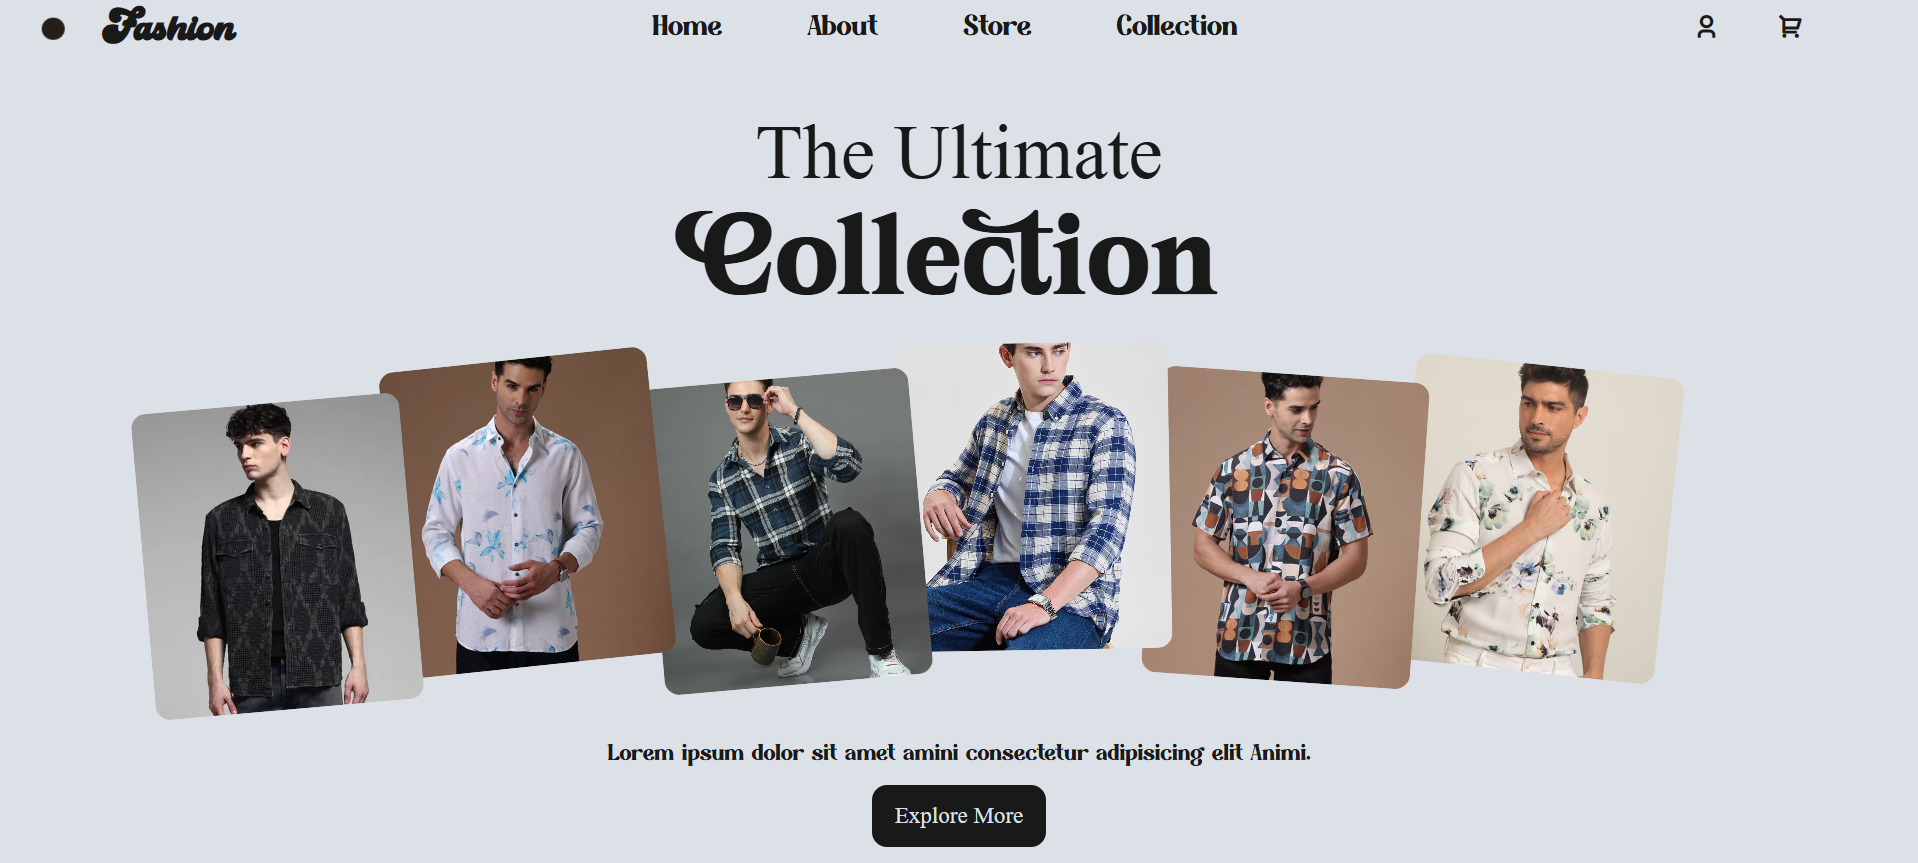 Fashion
Home About Store Collection
The Ultimate
Collection
Lorem ipsum dolor sit amet amini consectetur adipisicing elit Animi.
Explore More